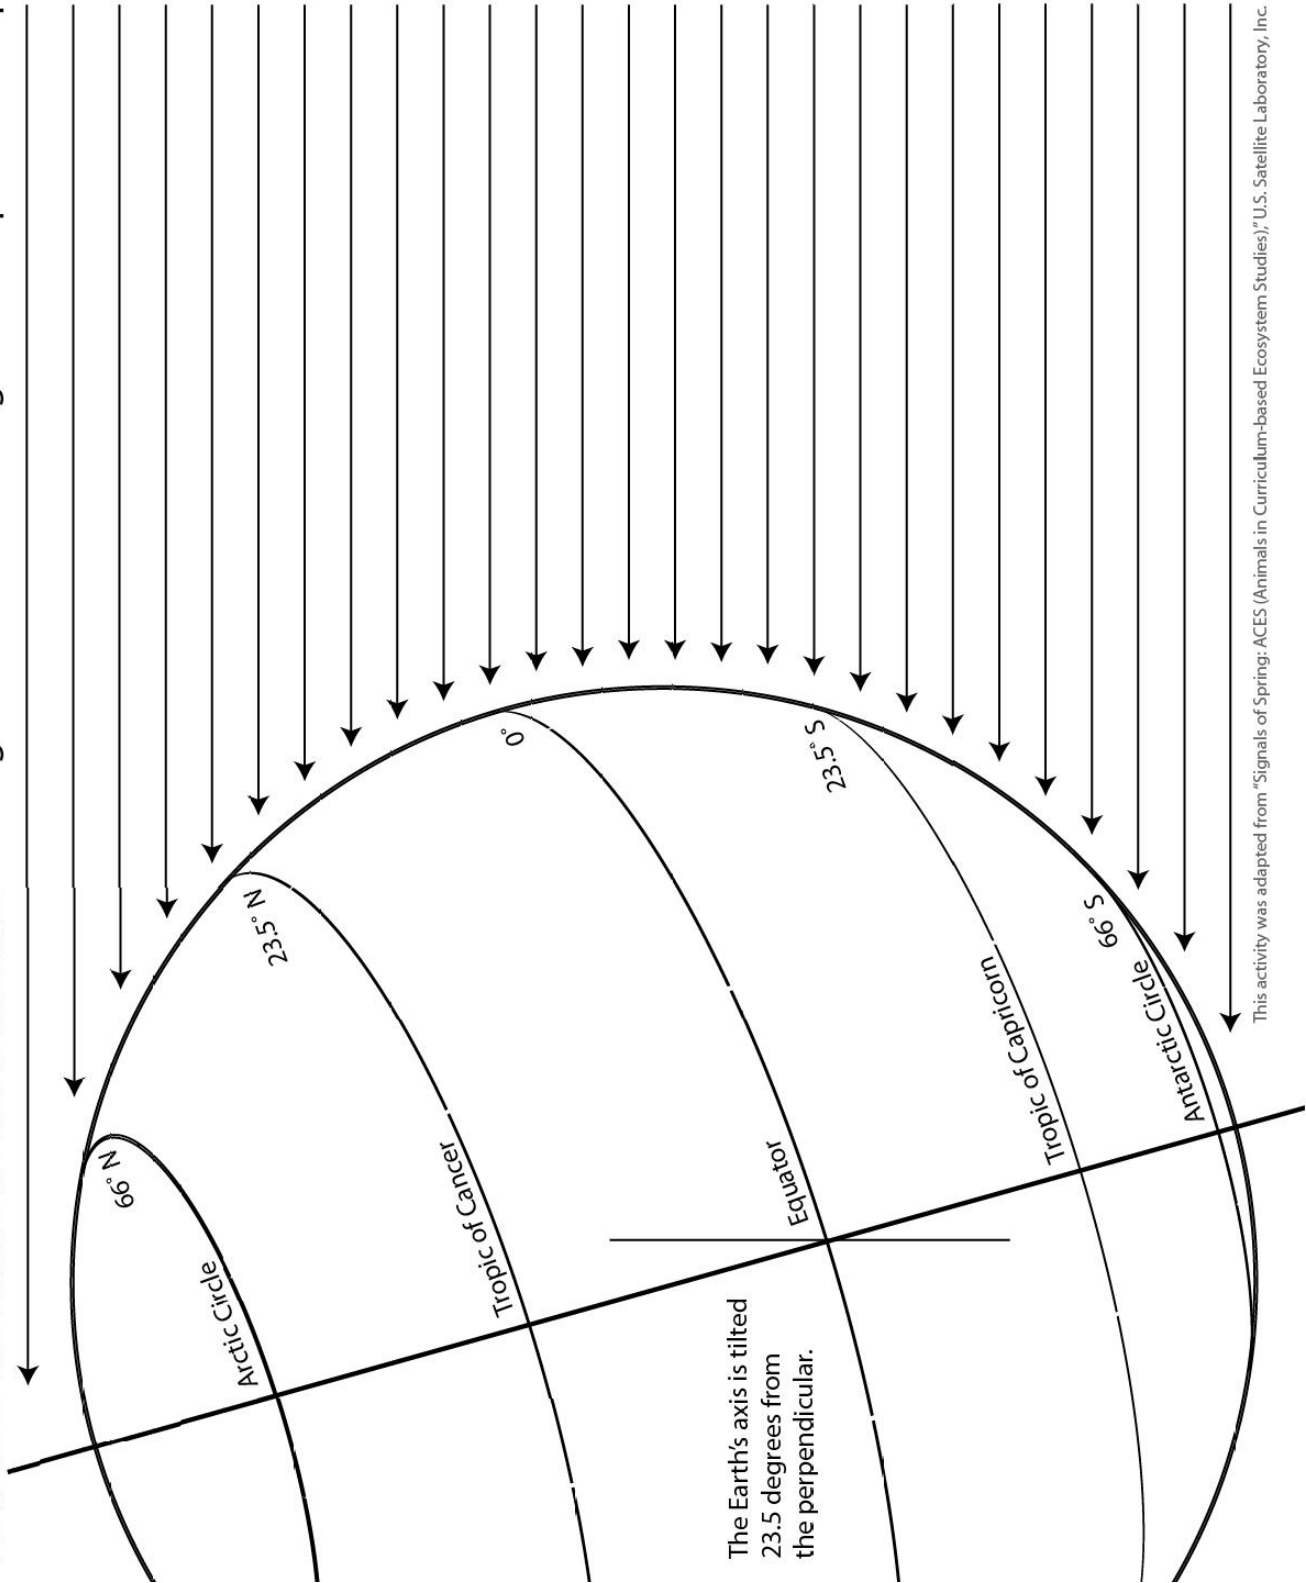 66° N
Arctic Circle
23.5° N
Tropic of Cancer
0°
Equator
The Earth's axis is tilted
23.5 degrees from
the perpendicular.
23.5° S
Tropic of Capricorn
66° S
Antarctic Circle
This activity was adapted from "Signals of Spring: ACES (Animals in Curriculum-based Ecosystem Studies)," U.S. Satellite Laboratory, Inc.